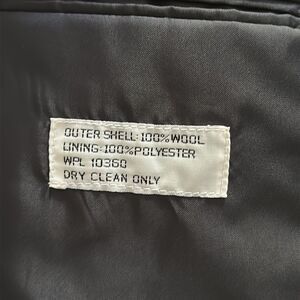 OUTER SHELL: 100% WOOL
LINING: 100% POLYESTER
WPL 10360
DRY CLEAN ONLY